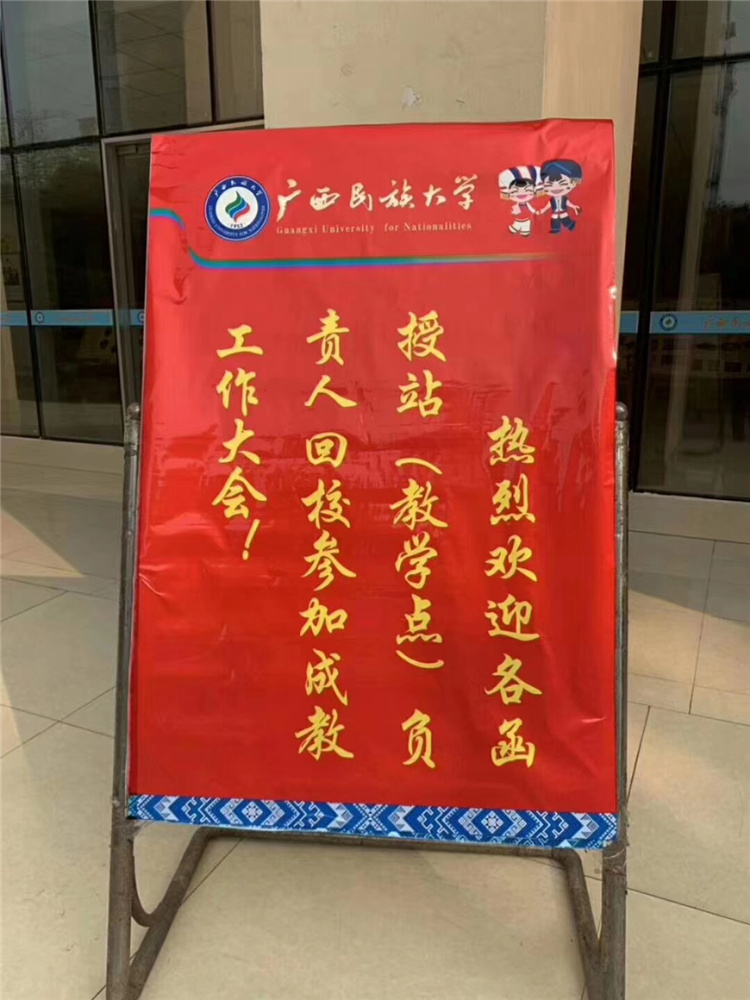 广西民族大学
Guangxi University for Nationalities
1952
热烈欢迎各函
授站（教学点）负
责人回校参加成教
工作大会！